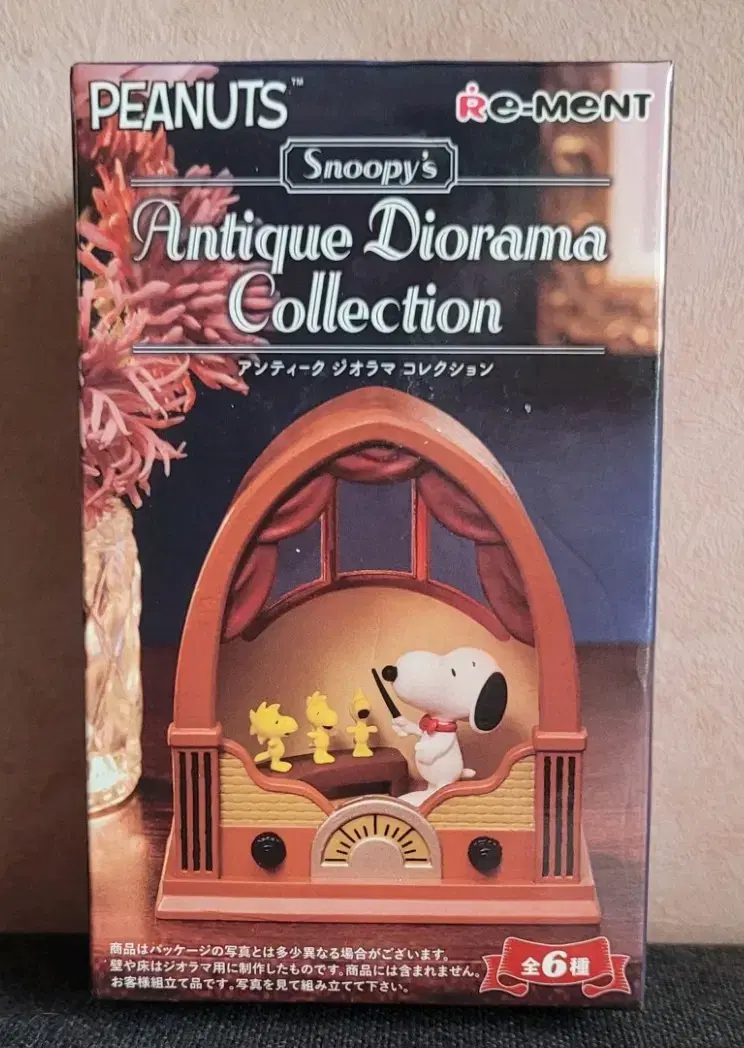 PEANUTS™
Re-MeNT
Snoopy's
Antique Diorama
Collection
アンティーク ジオラマ コレクション
商品はパッケージの写真とは多少異なる場合がございます。
壁や床はジオラマ用に制作したものです。商品には含まれません。
お客様組立て品です。写真を見て組み立てて下さい。
全6種